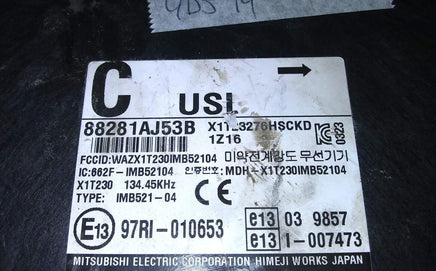 C USI
88281AJ53B X1T23276HSCKD
1Z16
FCCID:WAZX1T230IMB52104 미약전계강도 무선기기
IC:662F-IMB52104 인증번호: MDH-X1T230IMB52104
X1T230 134.45KHz
TYPE: IMB521-04 CE
E13 97RI-010653 e13 03 9857
e13 I-007473
MITSUBISHI ELECTRIC CORPORATION HIMEJI WORKS JAPAN